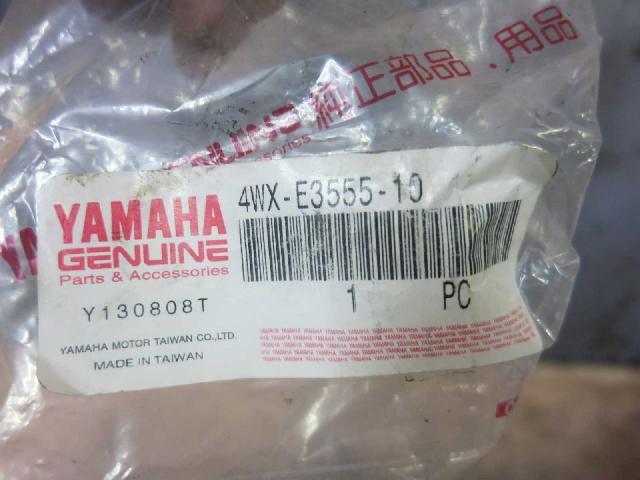 純正部品.用品
GENUINE
YAMAHA
GENUINE
Parts & Accessories
Y130808T
YAMAHA MOTOR TAIWAN CO.,LTD.
MADE IN TAIWAN
4WX-E3555-10
1 PC